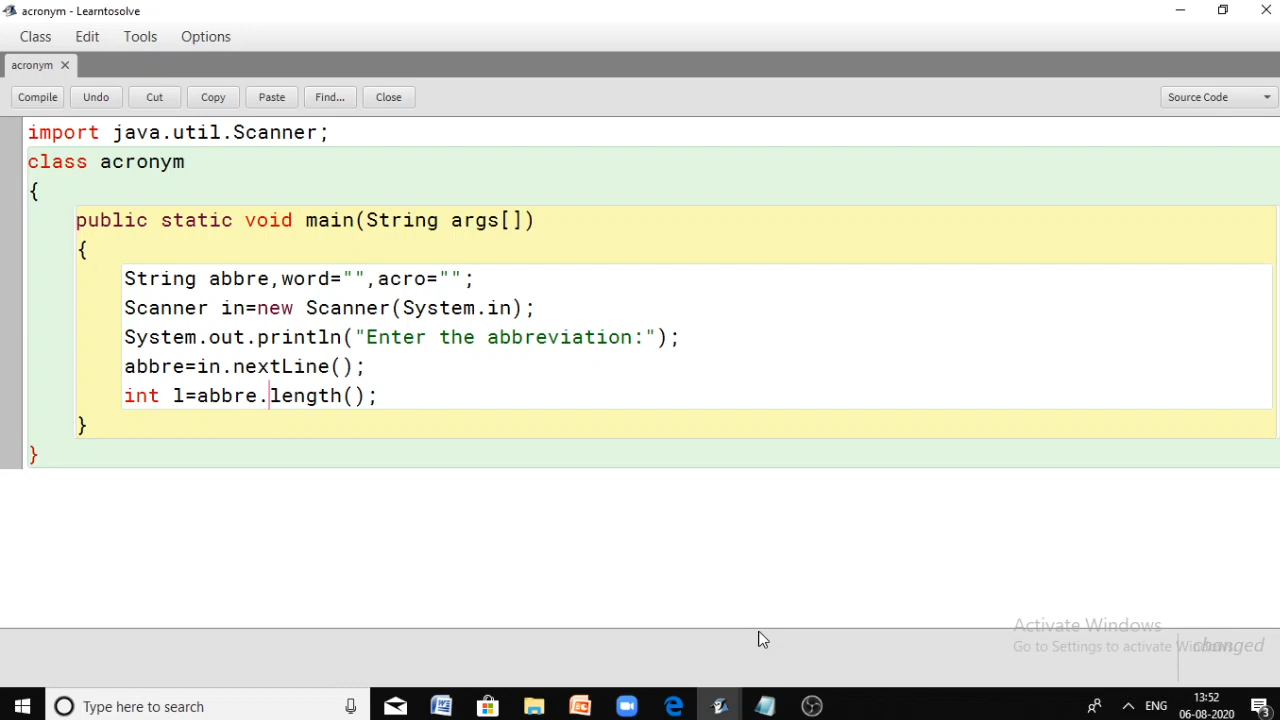 acronym - Learntosolve
Class Edit Tools Options
acronym
Compile Undo Cut Copy Paste Find... Close Source Code
import java.util.Scanner;
class acronym
{
public static void main(String args[])
{
String abbre,word="",acro="";
Scanner in=new Scanner(System.in);
System.out.println("Enter the abbreviation:");
abbre=in.nextLine();
int l=abbre.length();
}
}
Activate Windows
Go to Settings to activate Windows.
changed
Type here to search
ENG
13:52
06-08-2020
3